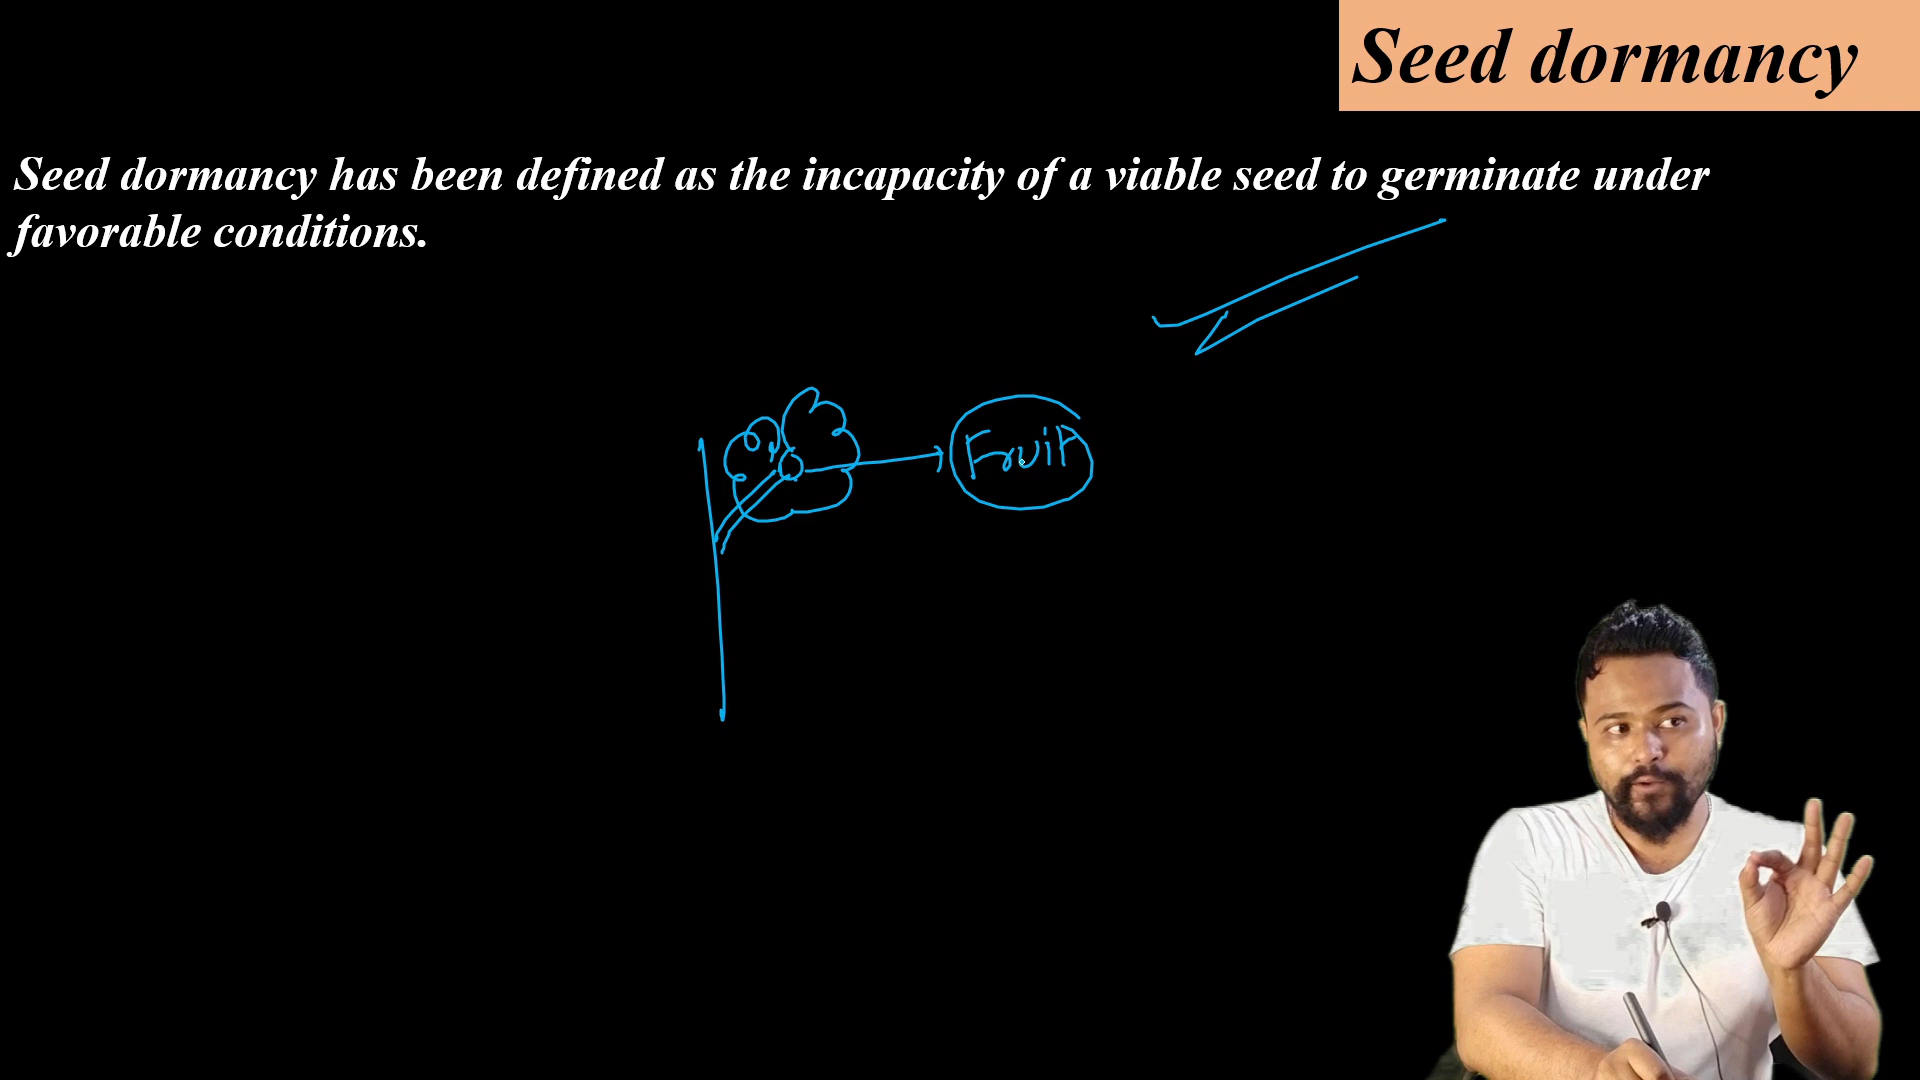 Seed dormancy
Seed dormancy has been defined as the incapacity of a viable seed to germinate under
favorable conditions.
Fruit